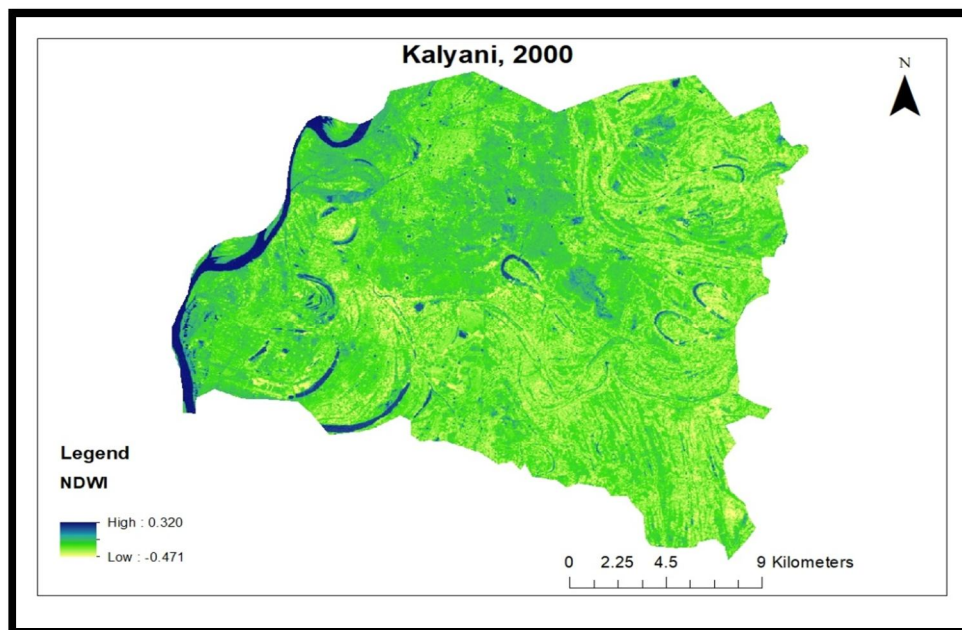 Kalyani, 2000
N
Legend
NDWI
High : 0.320
Low : -0.471
0 2.25 4.5 9 Kilometers